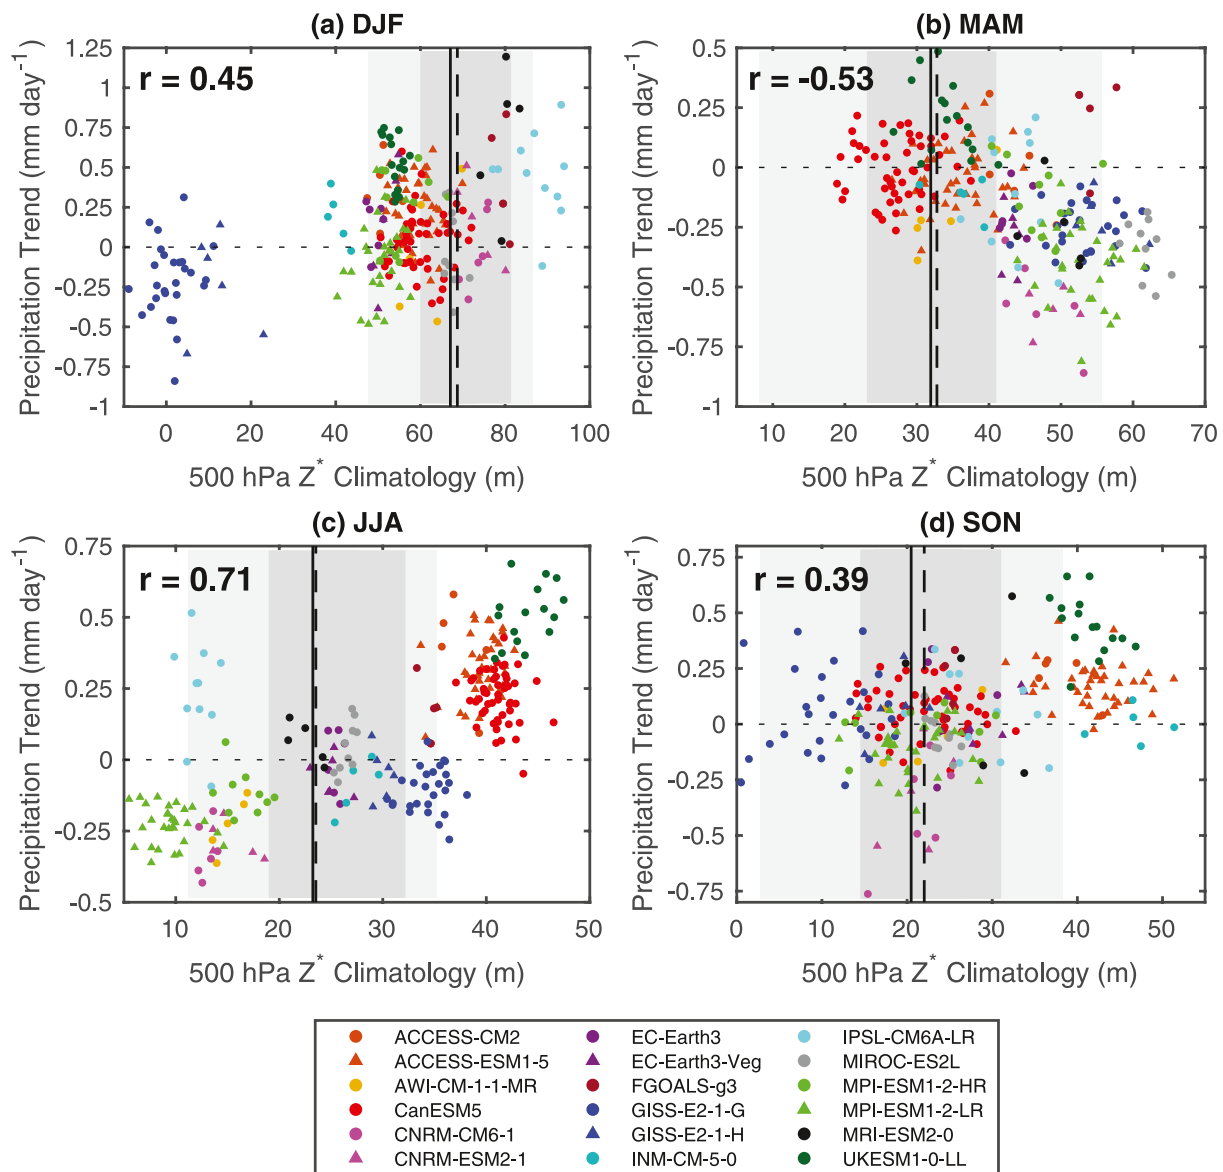 (a) DJF
Precipitation Trend (mm day⁻¹)
r = 0.45
1.25
1
0.75
0.5
0.25
0
-0.25
-0.5
-0.75
-1
0 20 40 60 80 100
500 hPa Z* Climatology (m)
(b) MAM
Precipitation Trend (mm day⁻¹)
r = -0.53
0.5
0.25
0
-0.25
-0.5
-0.75
-1
10 20 30 40 50 60 70
500 hPa Z* Climatology (m)
(c) JJA
Precipitation Trend (mm day⁻¹)
r = 0.71
0.75
0.5
0.25
0
-0.25
-0.5
10 20 30 40 50
500 hPa Z* Climatology (m)
(d) SON
Precipitation Trend (mm day⁻¹)
r = 0.39
0.75
0.5
0.25
0
-0.25
-0.5
-0.75
0 10 20 30 40 50
500 hPa Z* Climatology (m)
ACCESS-CM2
ACCESS-ESM1-5
AWI-CM-1-1-MR
CanESM5
CNRM-CM6-1
CNRM-ESM2-1
EC-Earth3
EC-Earth3-Veg
FGOALS-g3
GISS-E2-1-G
GISS-E2-1-H
INM-CM-5-0
IPSL-CM6A-LR
MIROC-ES2L
MPI-ESM1-2-HR
MPI-ESM1-2-LR
MRI-ESM2-0
UKESM1-0-LL